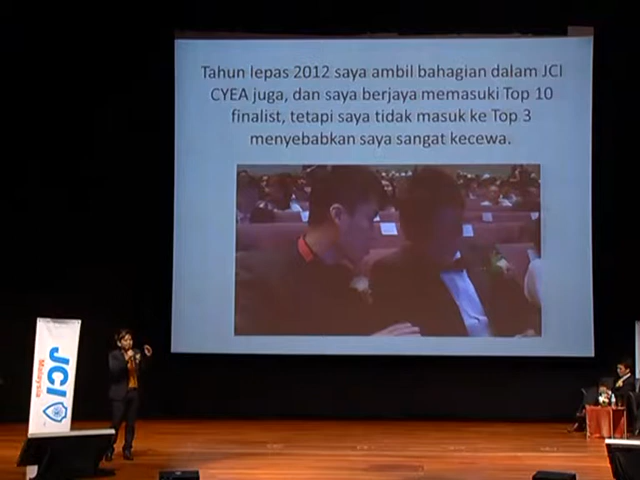 Tahun lepas 2012 saya ambil bahagian dalam JCI
CYEA juga, dan saya berjaya memasuki Top 10
finalist, tetapi saya tidak masuk ke Top 3
menyebabkan saya sangat kecewa.
JCI
Malaysia